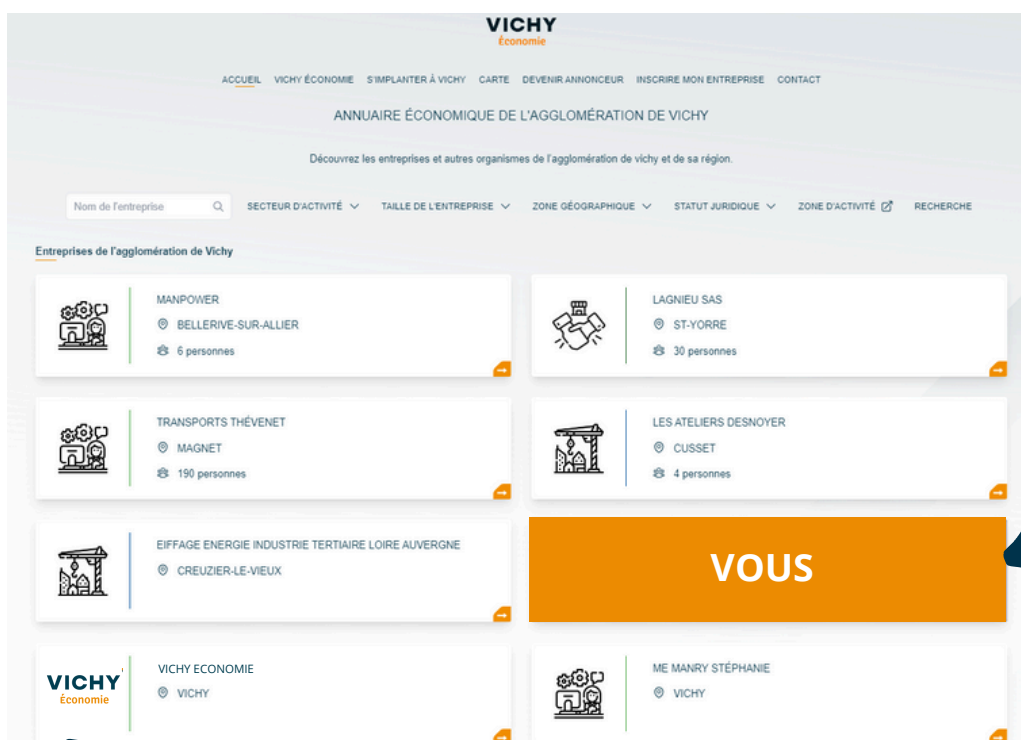 VICHY
Économie
ACCUEIL VICHY ÉCONOMIE S'IMPLANTER À VICHY CARTE DEVENIR ANNONCEUR INSCRIRE MON ENTREPRISE CONTACT
ANNUAIRE ÉCONOMIQUE DE L'AGGLOMÉRATION DE VICHY
Découvrez les entreprises et autres organismes de l'agglomération de vichy et de sa région.
Nom de l'entreprise SECTEUR D'ACTIVITÉ TAILLE DE L'ENTREPRISE ZONE GÉOGRAPHIQUE STATUT JURIDIQUE ZONE D'ACTIVITÉ RECHERCHE
Entreprises de l'agglomération de Vichy
MANPOWER
BELLERIVE-SUR-ALLIER
6 personnes
LAGNIEU SAS
ST-YORRE
30 personnes
TRANSPORTS THÉVENET
MAGNET
190 personnes
LES ATELIERS DESNOYER
CUSSET
4 personnes
EIFFAGE ENERGIE INDUSTRIE TERTIAIRE LOIRE AUVERGNE
CREUZIER-LE-VIEUX
VOUS
VICHY
Économie
VICHY ECONOMIE
VICHY
ME MANRY STÉPHANIE
VICHY